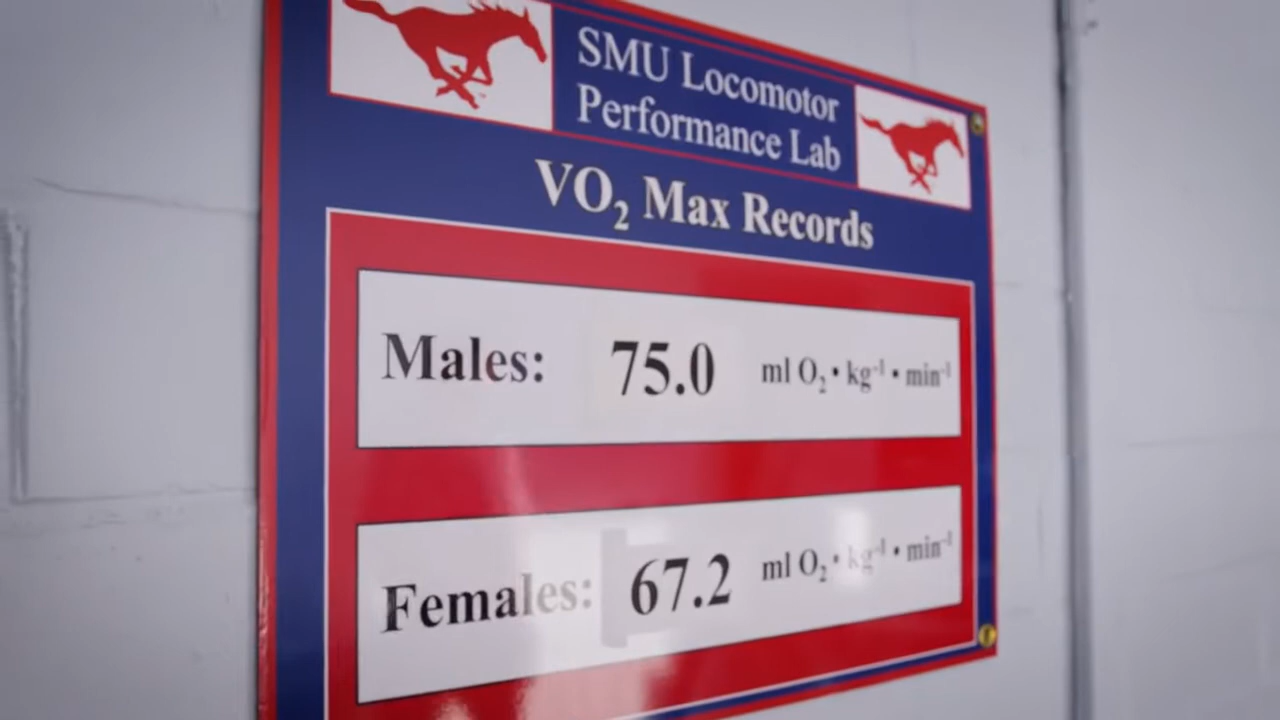 SMU Locomotor
Performance Lab
VO₂ Max Records
Males: 75.0 ml O₂ • kg⁻¹ • min⁻¹
Females: 67.2 ml O₂ • kg⁻¹ • min⁻¹